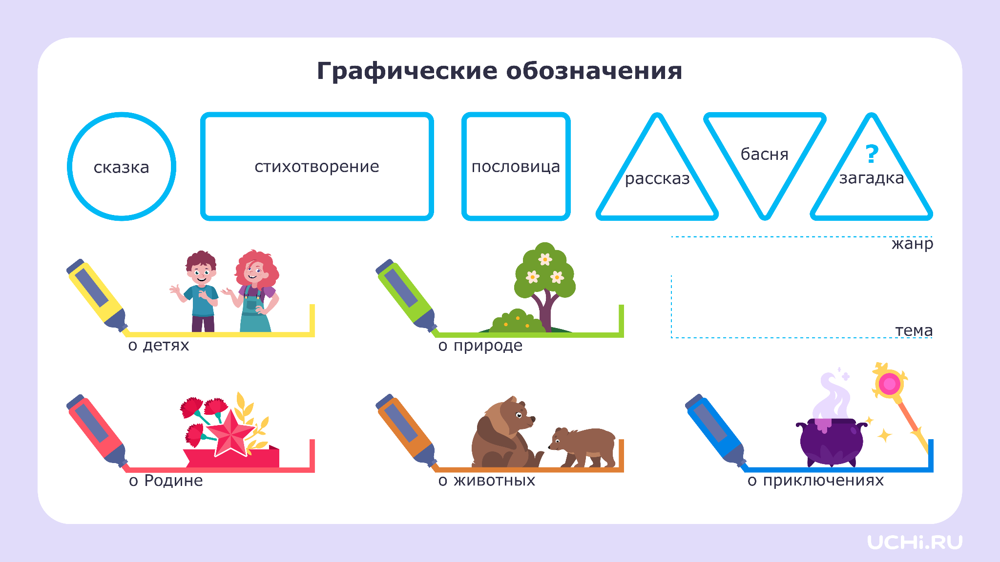 Графические обозначения
сказка
стихотворение
пословица
рассказ
басня
?
загадка
жанр
тема
о детях
о природе
о Родине
о животных
о приключениях
UCHi.RU